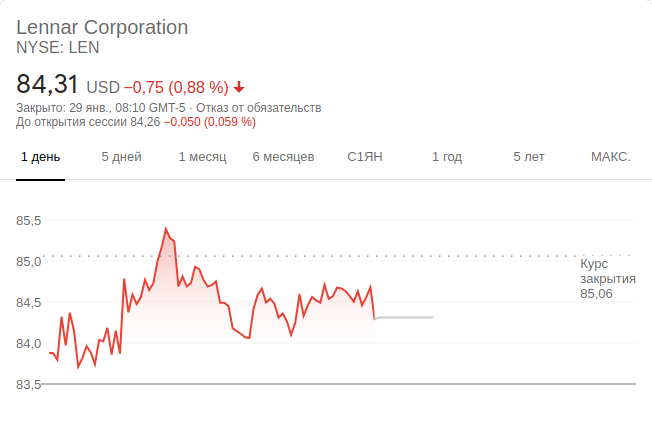 Lennar Corporation
NYSE: LEN
84,31 USD −0,75 (0,88 %)
Закрыто: 29 янв., 08:10 GMT-5 · Отказ от обязательств
До открытия сессии 84,26 −0,050 (0,059 %)
1 день 5 дней 1 месяц 6 месяцев С1ЯН 1 год 5 лет МАКС.
85,5
85,0
Курс
закрытия
85,06
84,5
84,0
83,5